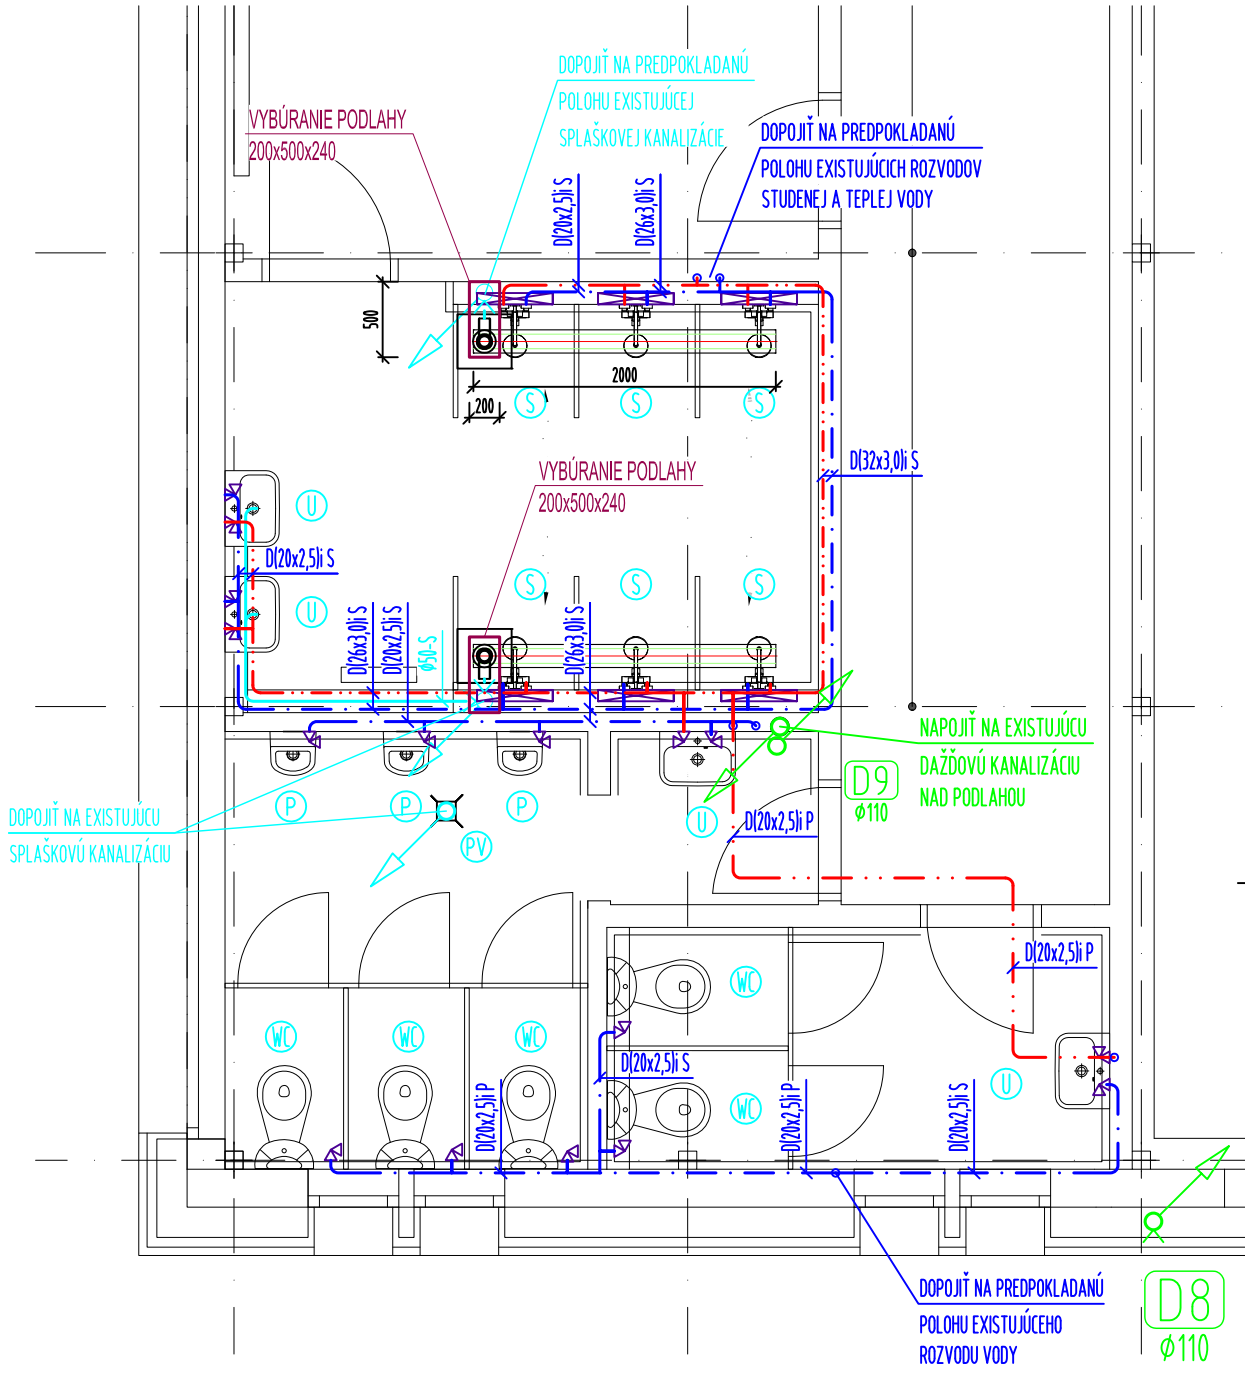 DOPOJIŤ NA PREDPOKLADANÚ
POLOHU EXISTUJÚCEJ
SPLAŠKOVEJ KANALIZÁCIE
VYBÚRANIE PODLAHY
200x500x240
DOPOJIŤ NA PREDPOKLADANÚ
POLOHU EXISTUJÚCICH ROZVODOV
STUDENEJ A TEPLEJ VODY
D(20x2,5)i S
D(26x3,0)i S
500
2000
200
S
S
S
D(32x3,0)i S
VYBÚRANIE PODLAHY
200x500x240
U
D(20x2,5)i S
U
S
S
S
D(26x3,0)i S
D(20x2,5)i S
φ50-S
D(26x3,0)i S
NAPOJIŤ NA EXISTUJÚCU
DAŽĎOVÚ KANALIZÁCIU
NAD PODLAHOU
D9
φ110
DOPOJIŤ NA EXISTUJÚCU
SPLAŠKOVÚ KANALIZÁCIU
P
P
P
PV
U
D(20x2,5)i P
D(20x2,5)i P
WC
WC
WC
WC
WC
D(20x2,5)i S
U
D(20x2,5)i P
D(20x2,5)i P
D(20x2,5)i S
DOPOJIŤ NA PREDPOKLADANÚ
POLOHU EXISTUJÚCEHO
ROZVODU VODY
D8
φ110